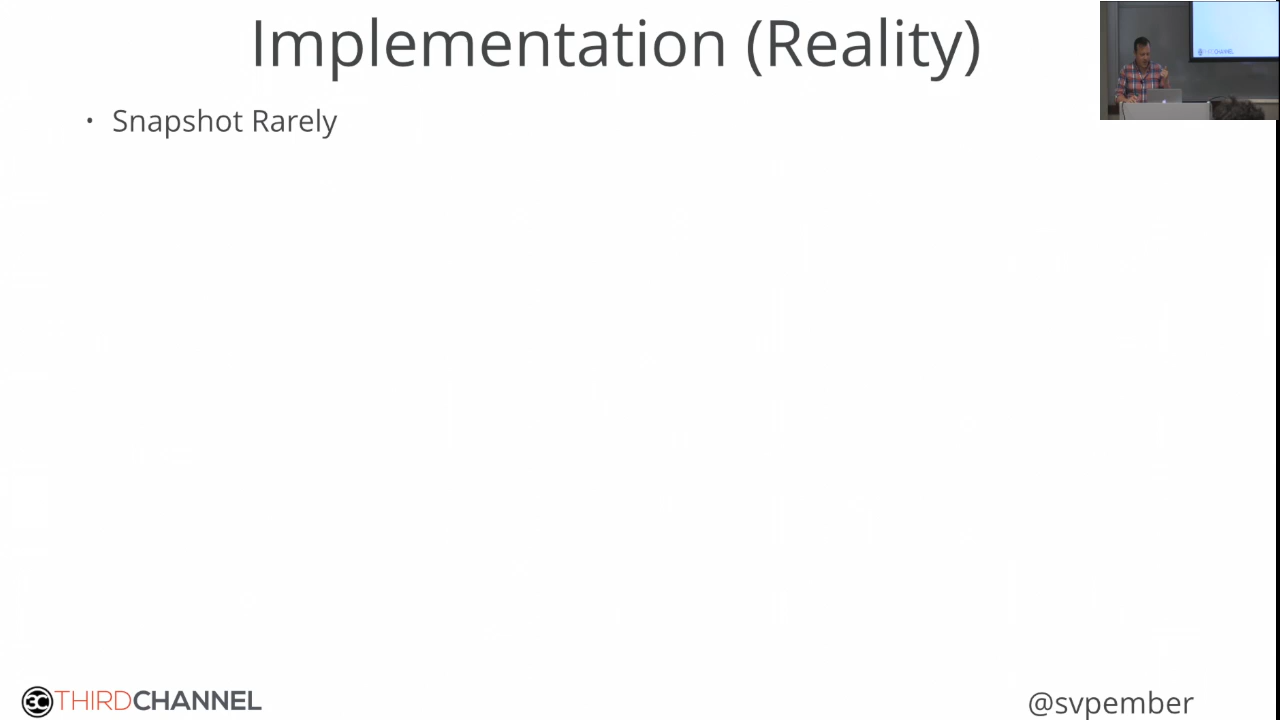 Implementation (Reality)
• Snapshot Rarely
THIRDCHANNEL
@svpember